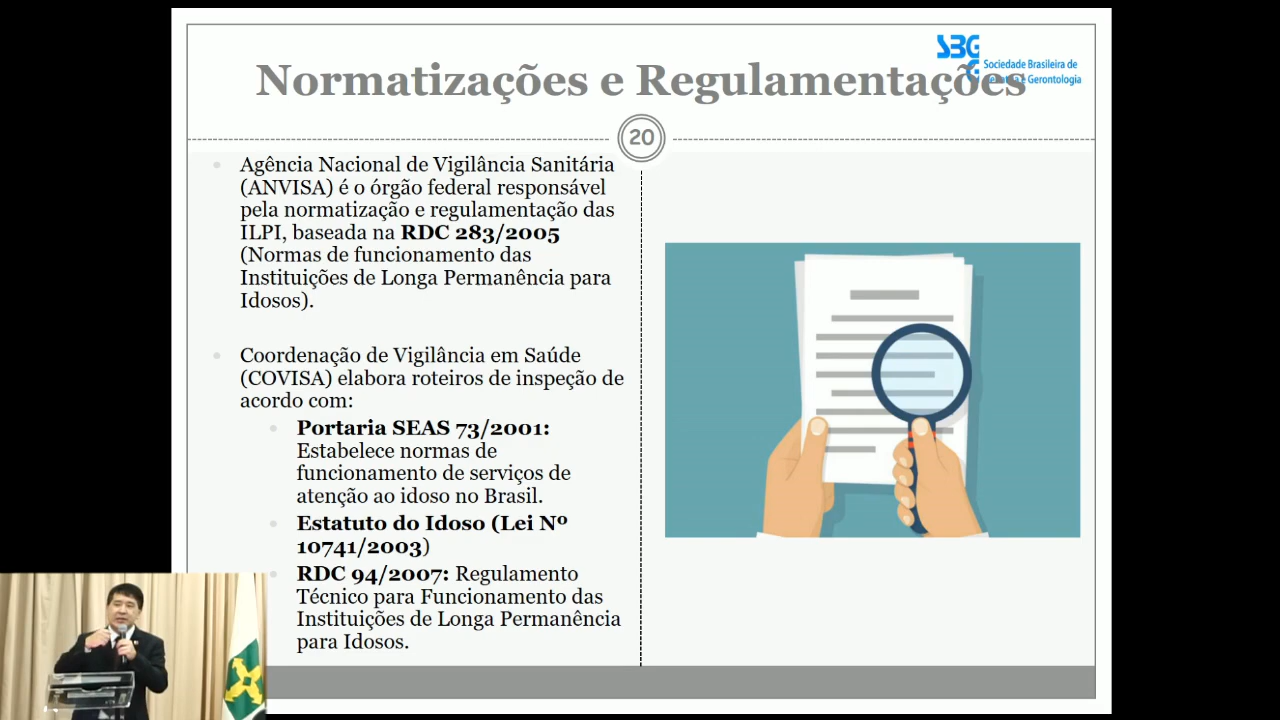 SBG
G
Sociedade Brasileira de
e Gerontologia
Normatizações e Regulamentações
20
Agência Nacional de Vigilância Sanitária
(ANVISA) é o órgão federal responsável
pela normatização e regulamentação das
ILPI, baseada na RDC 283/2005
(Normas de funcionamento das
Instituições de Longa Permanência para
Idosos).
Coordenação de Vigilância em Saúde
(COVISA) elabora roteiros de inspeção de
acordo com:
Portaria SEAS 73/2001:
Estabelece normas de
funcionamento de serviços de
atenção ao idoso no Brasil.
Estatuto do Idoso (Lei Nº
10741/2003)
RDC 94/2007: Regulamento
Técnico para Funcionamento das
Instituições de Longa Permanência
para Idosos.